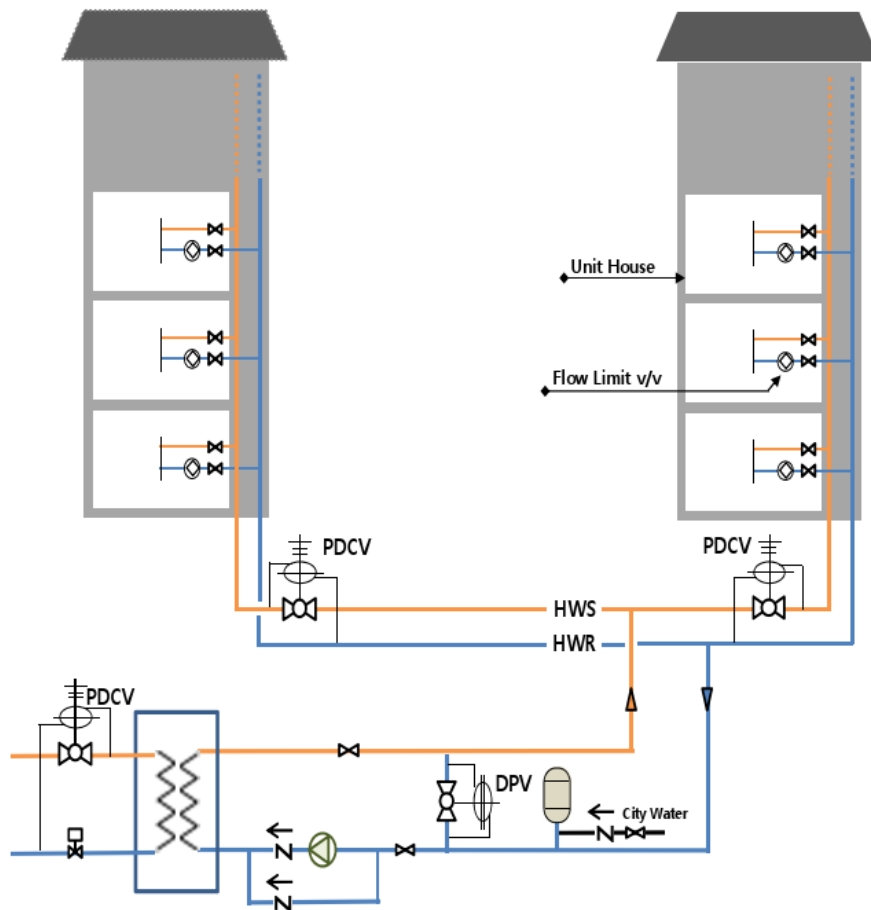 Unit House
Flow Limit v/v
PDCV
PDCV
HWS
HWR
PDCV
DPV
City Water